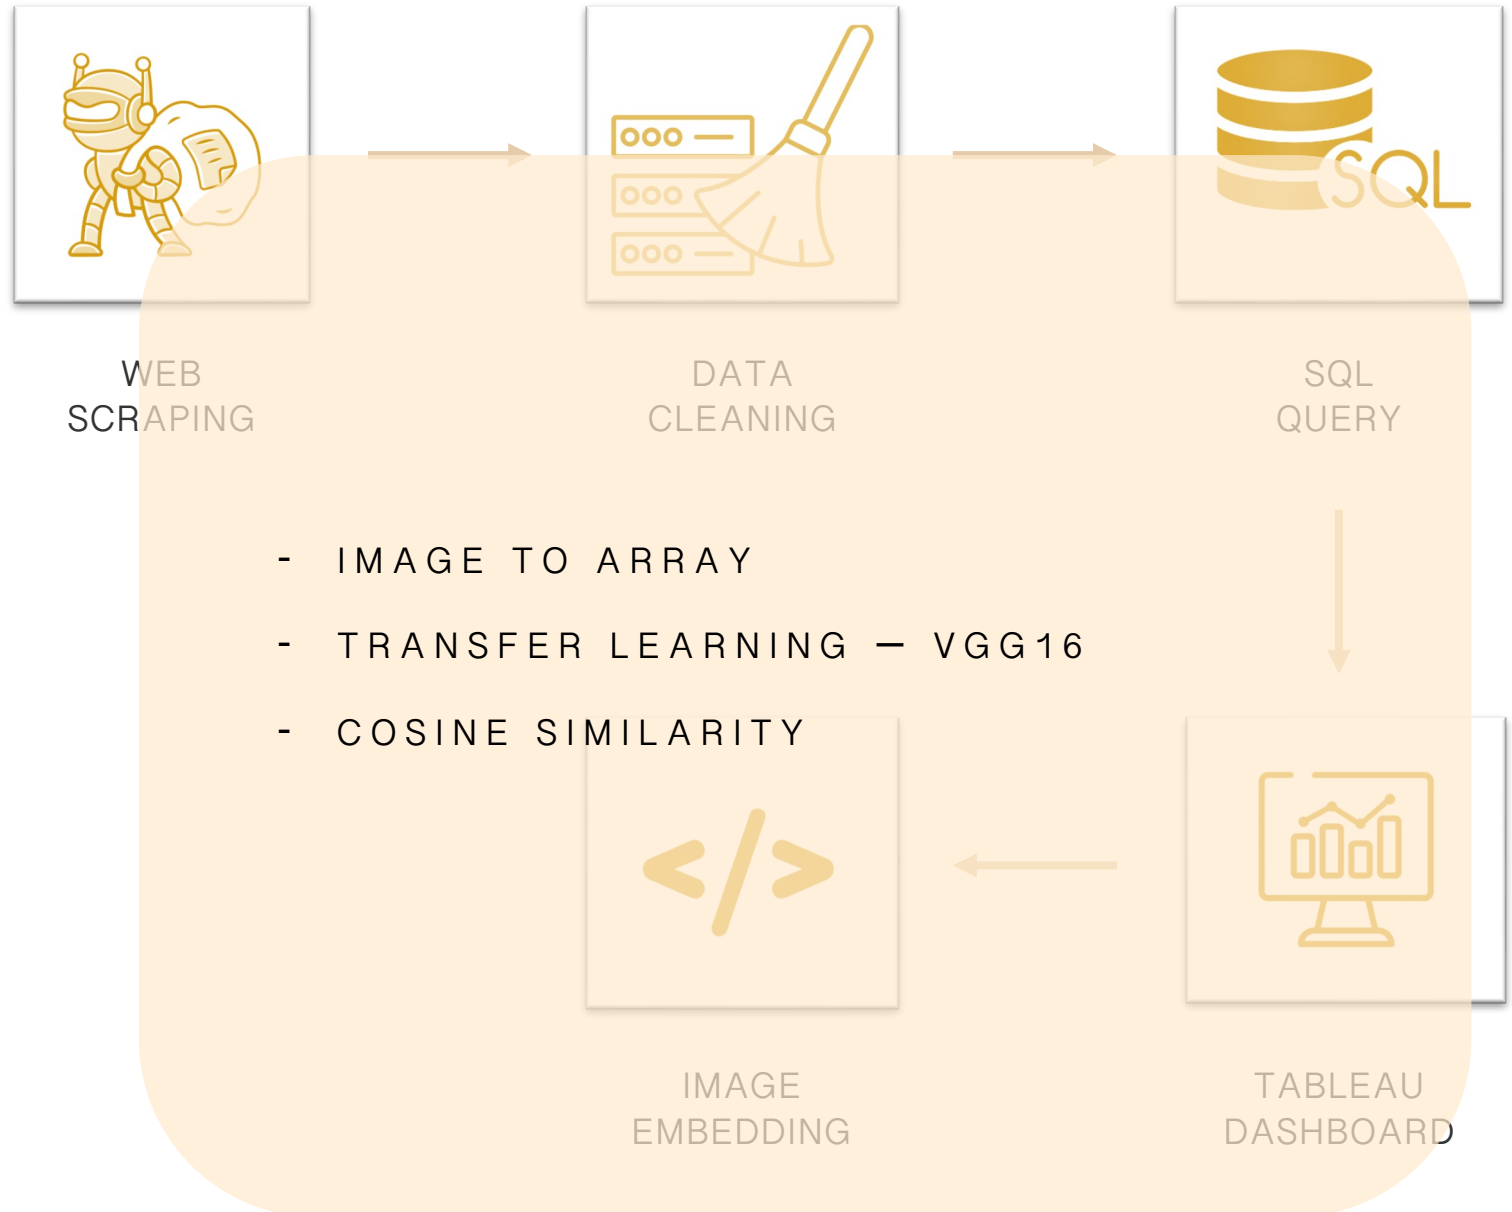 SQL
WEB
SCRAPING
DATA
CLEANING
SQL
QUERY
- IMAGE TO ARRAY
- TRANSFER LEARNING – VGG16
- COSINE SIMILARITY
</>
IMAGE
EMBEDDING
TABLEAU
DASHBOARD